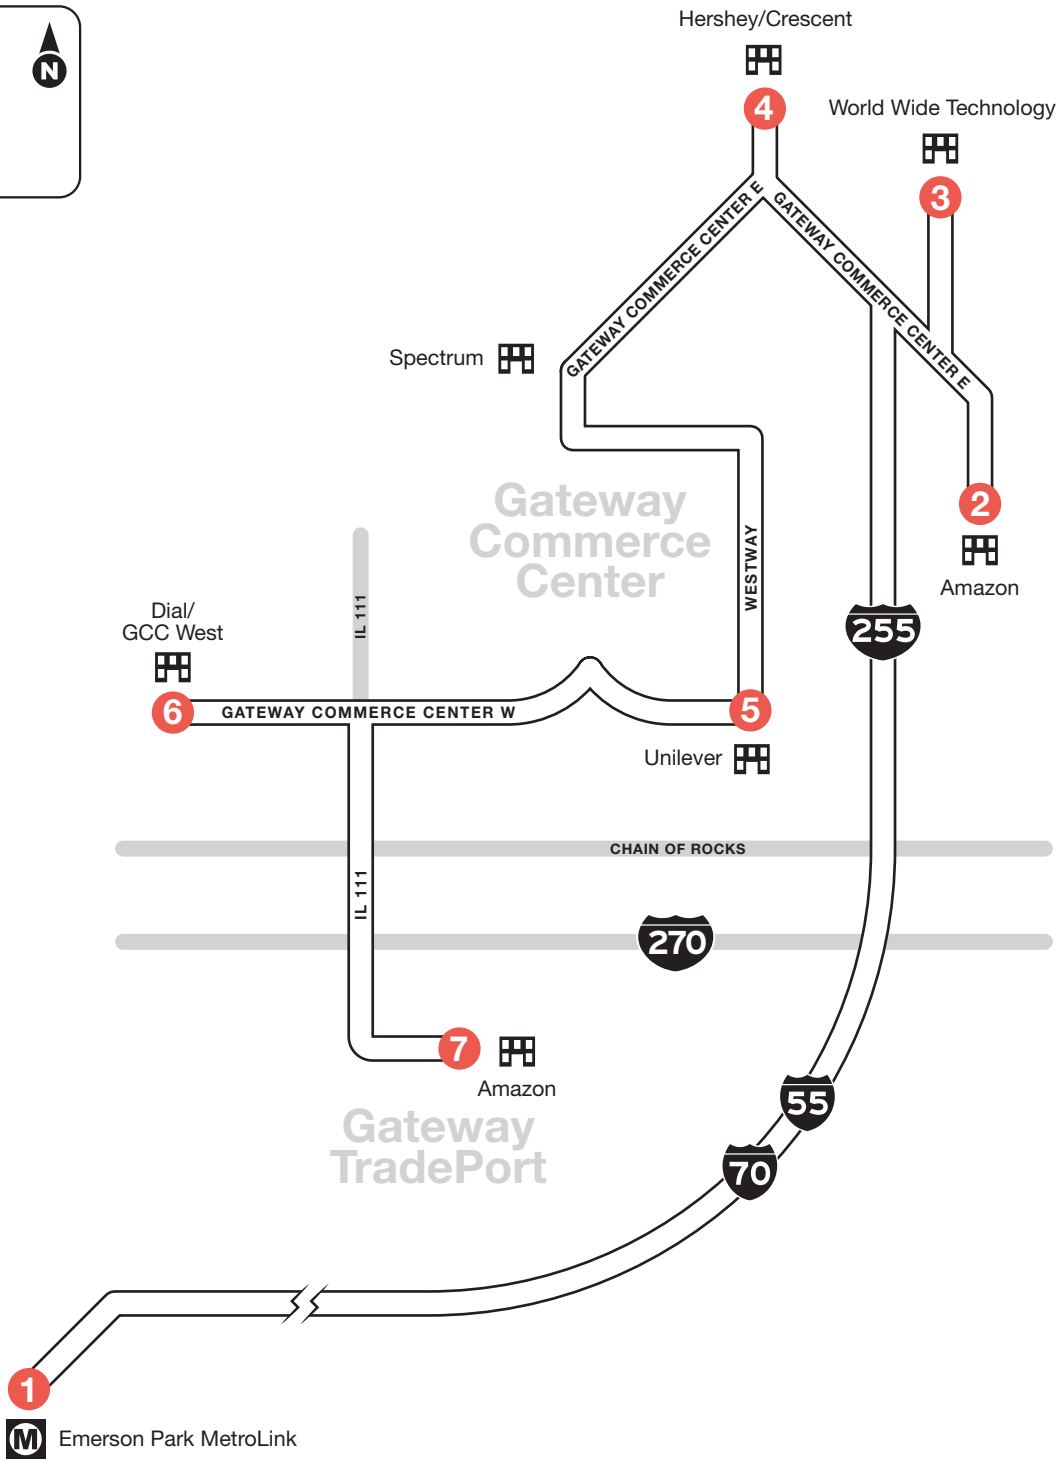 Hershey/Crescent
N
4
World Wide Technology
3
GATEWAY COMMERCE CENTER E
GATEWAY COMMERCE CENTER E
Spectrum
Gateway
Commerce
Center
2
WESTWAY
Amazon
IL 111
Dial/
GCC West
255
6
GATEWAY COMMERCE CENTER W
5
Unilever
CHAIN OF ROCKS
IL 111
270
7
Amazon
55
Gateway
TradePort
70
1
M
Emerson Park MetroLink